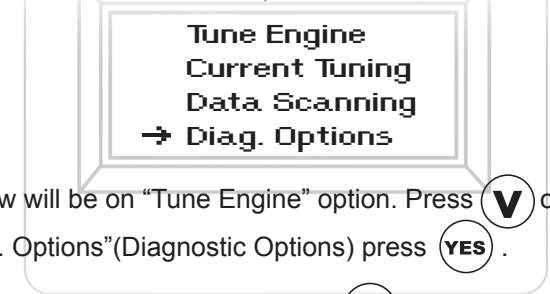 Tune Engine
Current Tuning
Data Scanning
→ Diag. Options
will be on “Tune Engine” option. Press V
. Options”(Diagnostic Options) press YES .